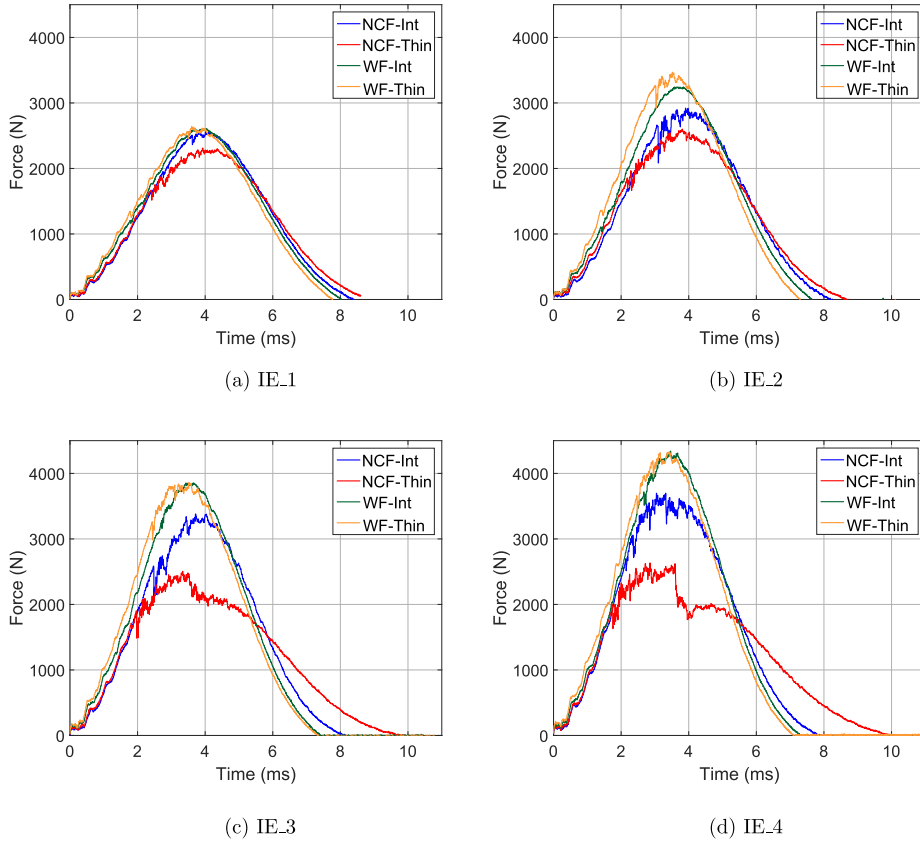 4000
3000
2000
1000
0
Force (N)
0 2 4 6 8 10
Time (ms)
NCF-Int
NCF-Thin
WF-Int
WF-Thin
(a) IE_1
4000
3000
2000
1000
0
Force (N)
0 2 4 6 8 10
Time (ms)
NCF-Int
NCF-Thin
WF-Int
WF-Thin
(b) IE_2
4000
3000
2000
1000
0
Force (N)
0 2 4 6 8 10
Time (ms)
NCF-Int
NCF-Thin
WF-Int
WF-Thin
(c) IE_3
4000
3000
2000
1000
0
Force (N)
0 2 4 6 8 10
Time (ms)
NCF-Int
NCF-Thin
WF-Int
WF-Thin
(d) IE_4